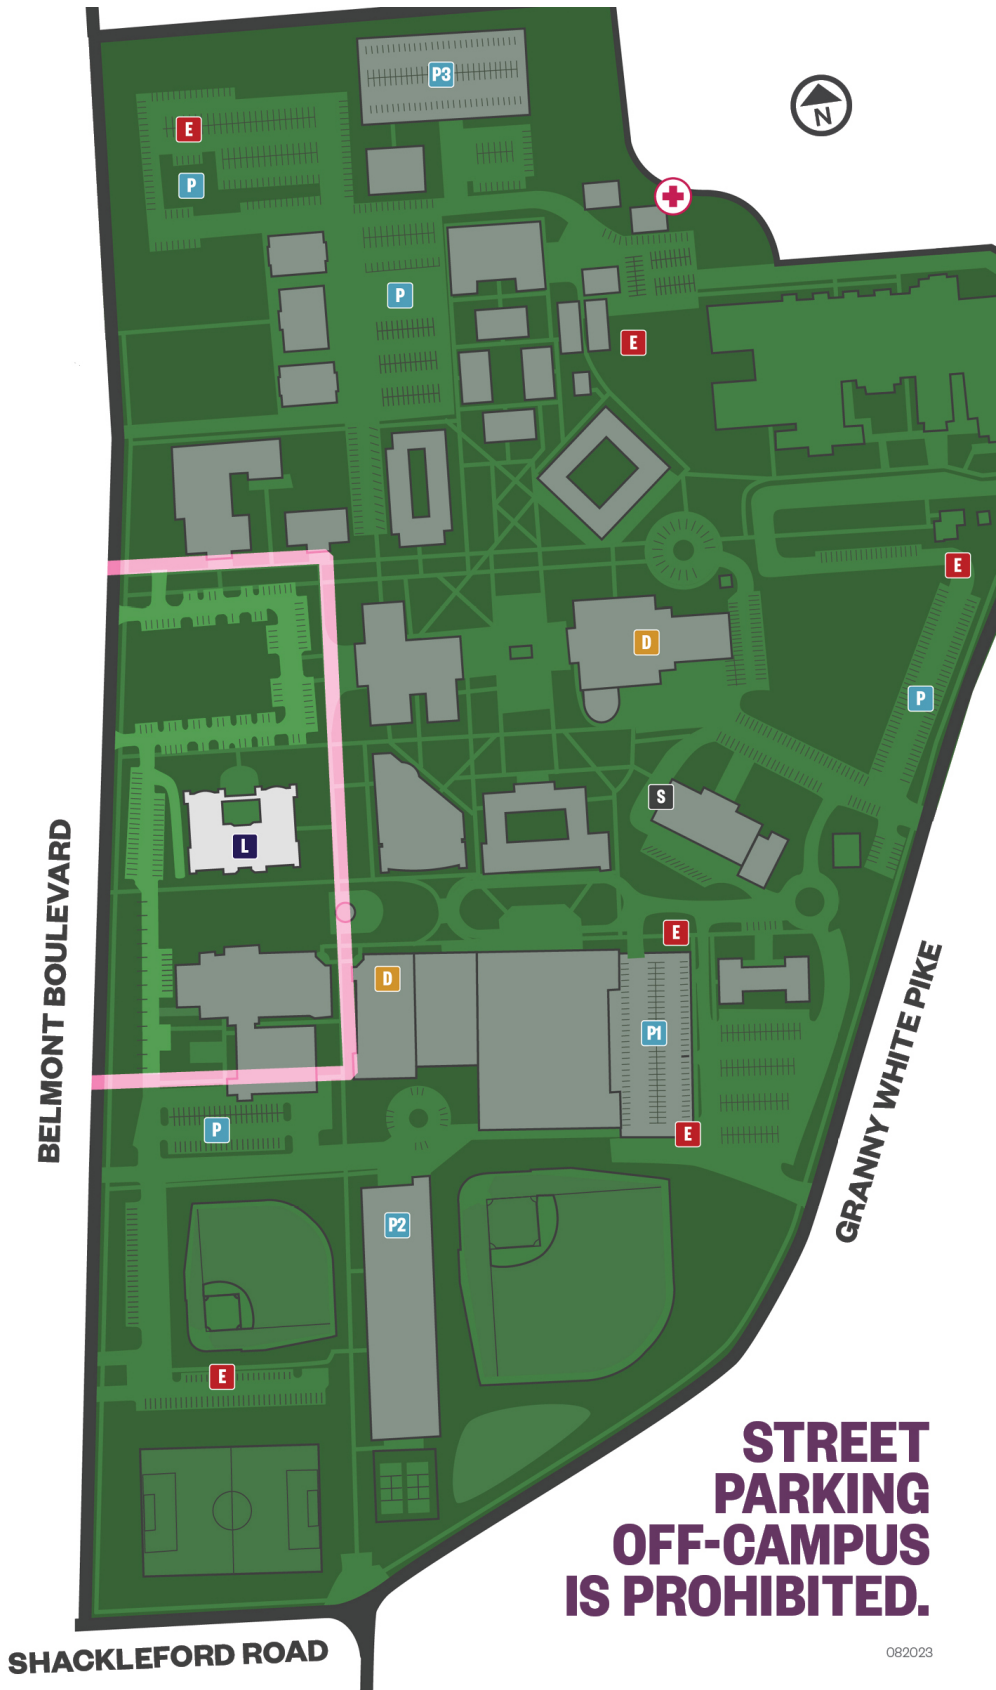 P3
E
P
N
P
E
E
D
P
S
L
BELMONT BOULEVARD
E
D
P1
GRANNY WHITE PIKE
P
E
P2
E
STREET
PARKING
OFF-CAMPUS
IS PROHIBITED.
SHACKLEFORD ROAD
082023